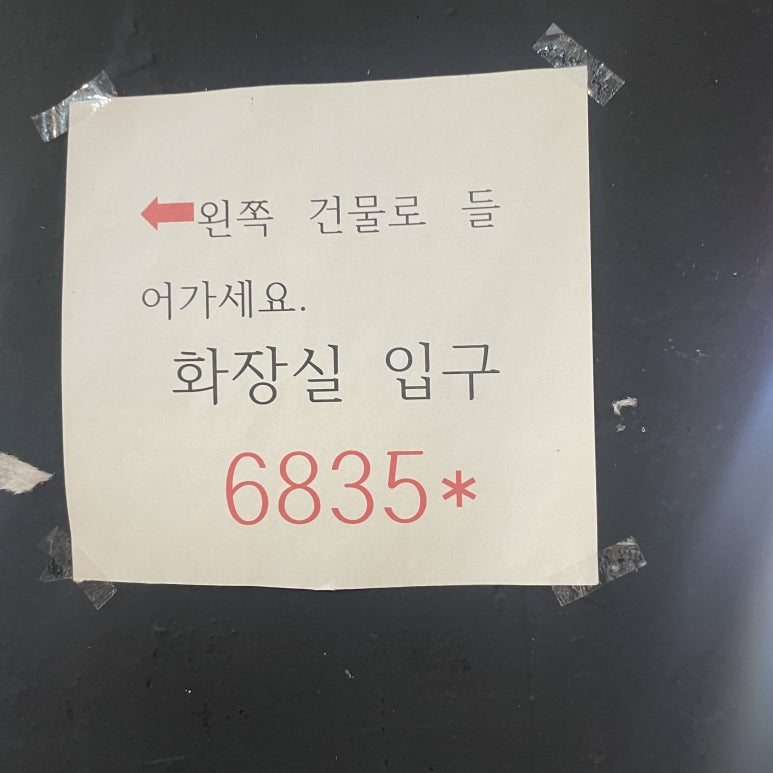 ←왼쪽 건물로 들
어가세요.
화장실 입구
6835*